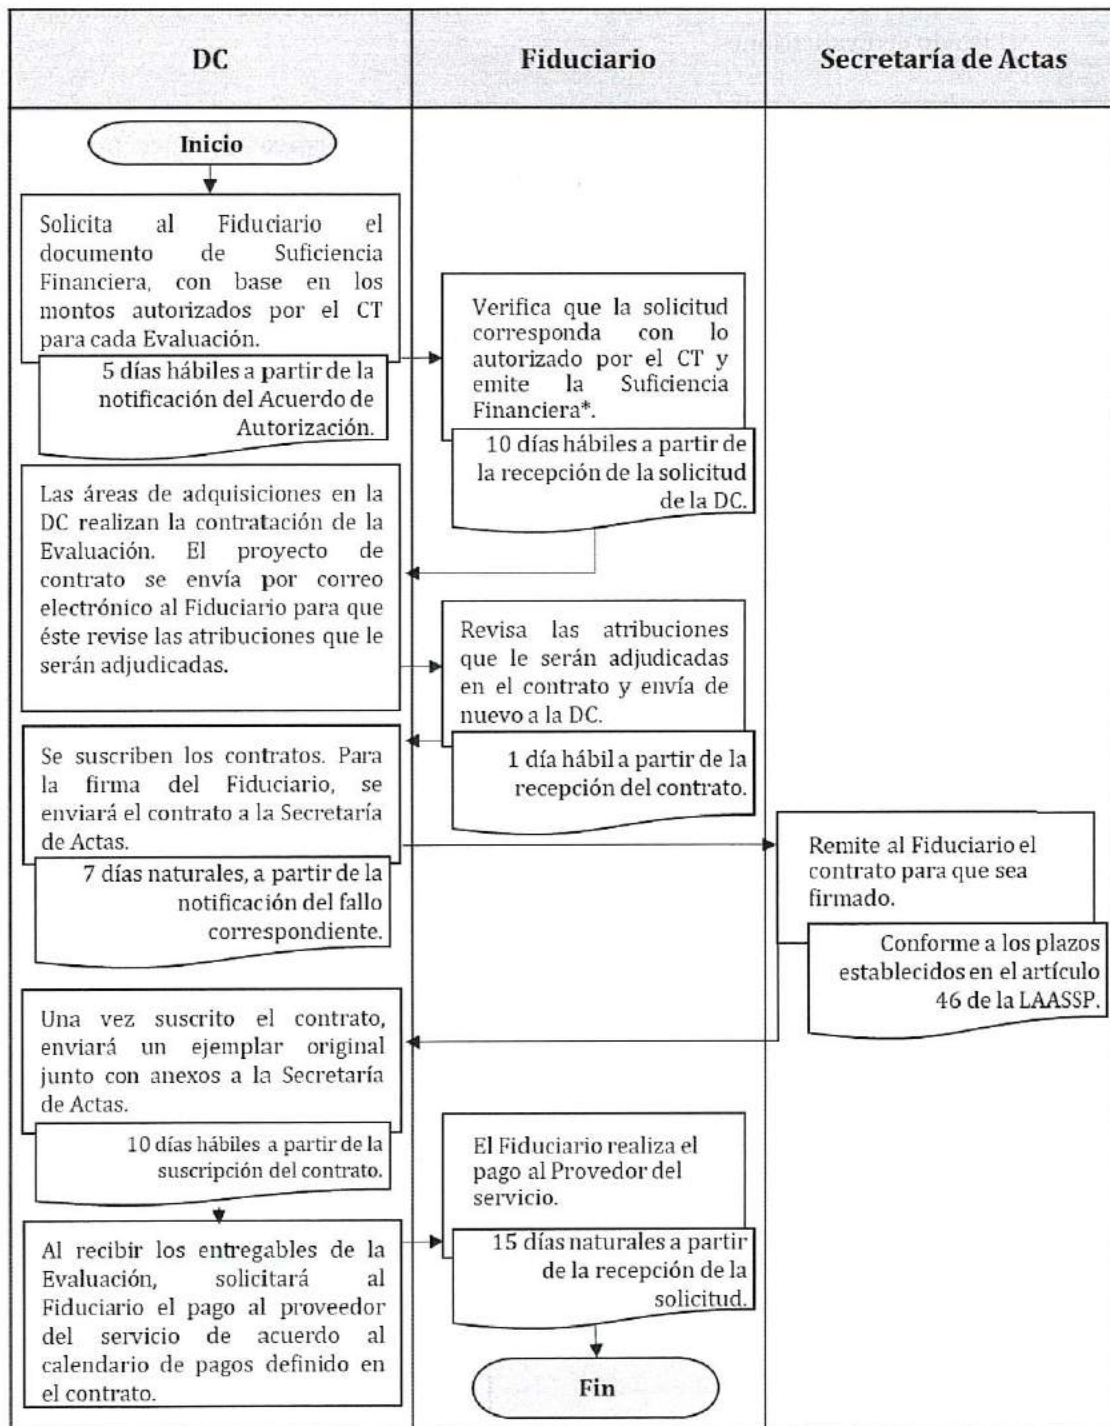 DC
Fiduciario
Secretaría de Actas
Inicio
Solicita al Fiduciario el
documento de Suficiencia
Financiera, con base en los
montos autorizados por el CT
para cada Evaluación.
5 días hábiles a partir de la
notificación del Acuerdo de
Autorización.
Verifica que la solicitud
corresponda con lo
autorizado por el CT y
emite la Suficiencia
Financiera*.
10 días hábiles a partir de
la recepción de la solicitud
de la DC.
Las áreas de adquisiciones en la
DC realizan la contratación de la
Evaluación. El proyecto de
contrato se envía por correo
electrónico al Fiduciario para que
éste revise las atribuciones que le
serán adjudicadas.
Revisa las atribuciones
que le serán adjudicadas
en el contrato y envía de
nuevo a la DC.
1 día hábil a partir de la
recepción del contrato.
Se suscriben los contratos. Para
la firma del Fiduciario, se
enviará el contrato a la Secretaría
de Actas.
7 días naturales, a partir de la
notificación del fallo
correspondiente.
Remite al Fiduciario el
contrato para que sea
firmado.
Conforme a los plazos
establecidos en el artículo
46 de la LAASSP.
Una vez suscrito el contrato,
enviará un ejemplar original
junto con anexos a la Secretaría
de Actas.
10 días hábiles a partir de la
suscripción del contrato.
Al recibir los entregables de la
Evaluación, solicitará al
Fiduciario el pago al proveedor
del servicio de acuerdo al
calendario de pagos definido en
el contrato.
El Fiduciario realiza el
pago al Provedor del
servicio.
15 días naturales a partir
de la recepción de la
solicitud.
Fin